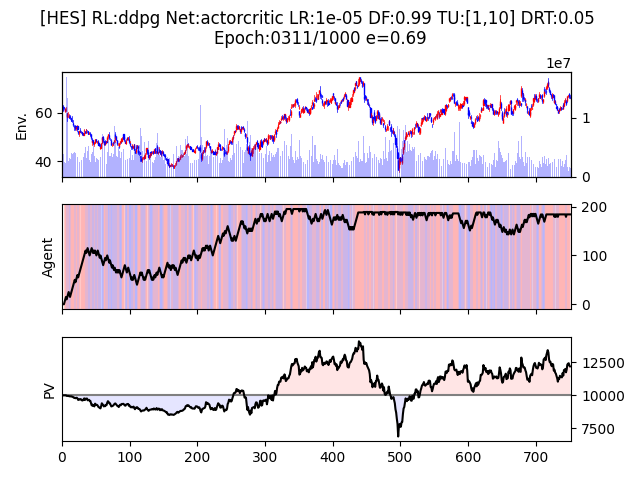 [HES] RL:ddpg Net:actorcritic LR:1e-05 DF:0.99 TU:[1,10] DRT:0.05
Epoch:0311/1000 e=0.69
1e7
Env.
60
40
1
0
Agent
200
100
0
PV
12500
10000
7500
0 100 200 300 400 500 600 700